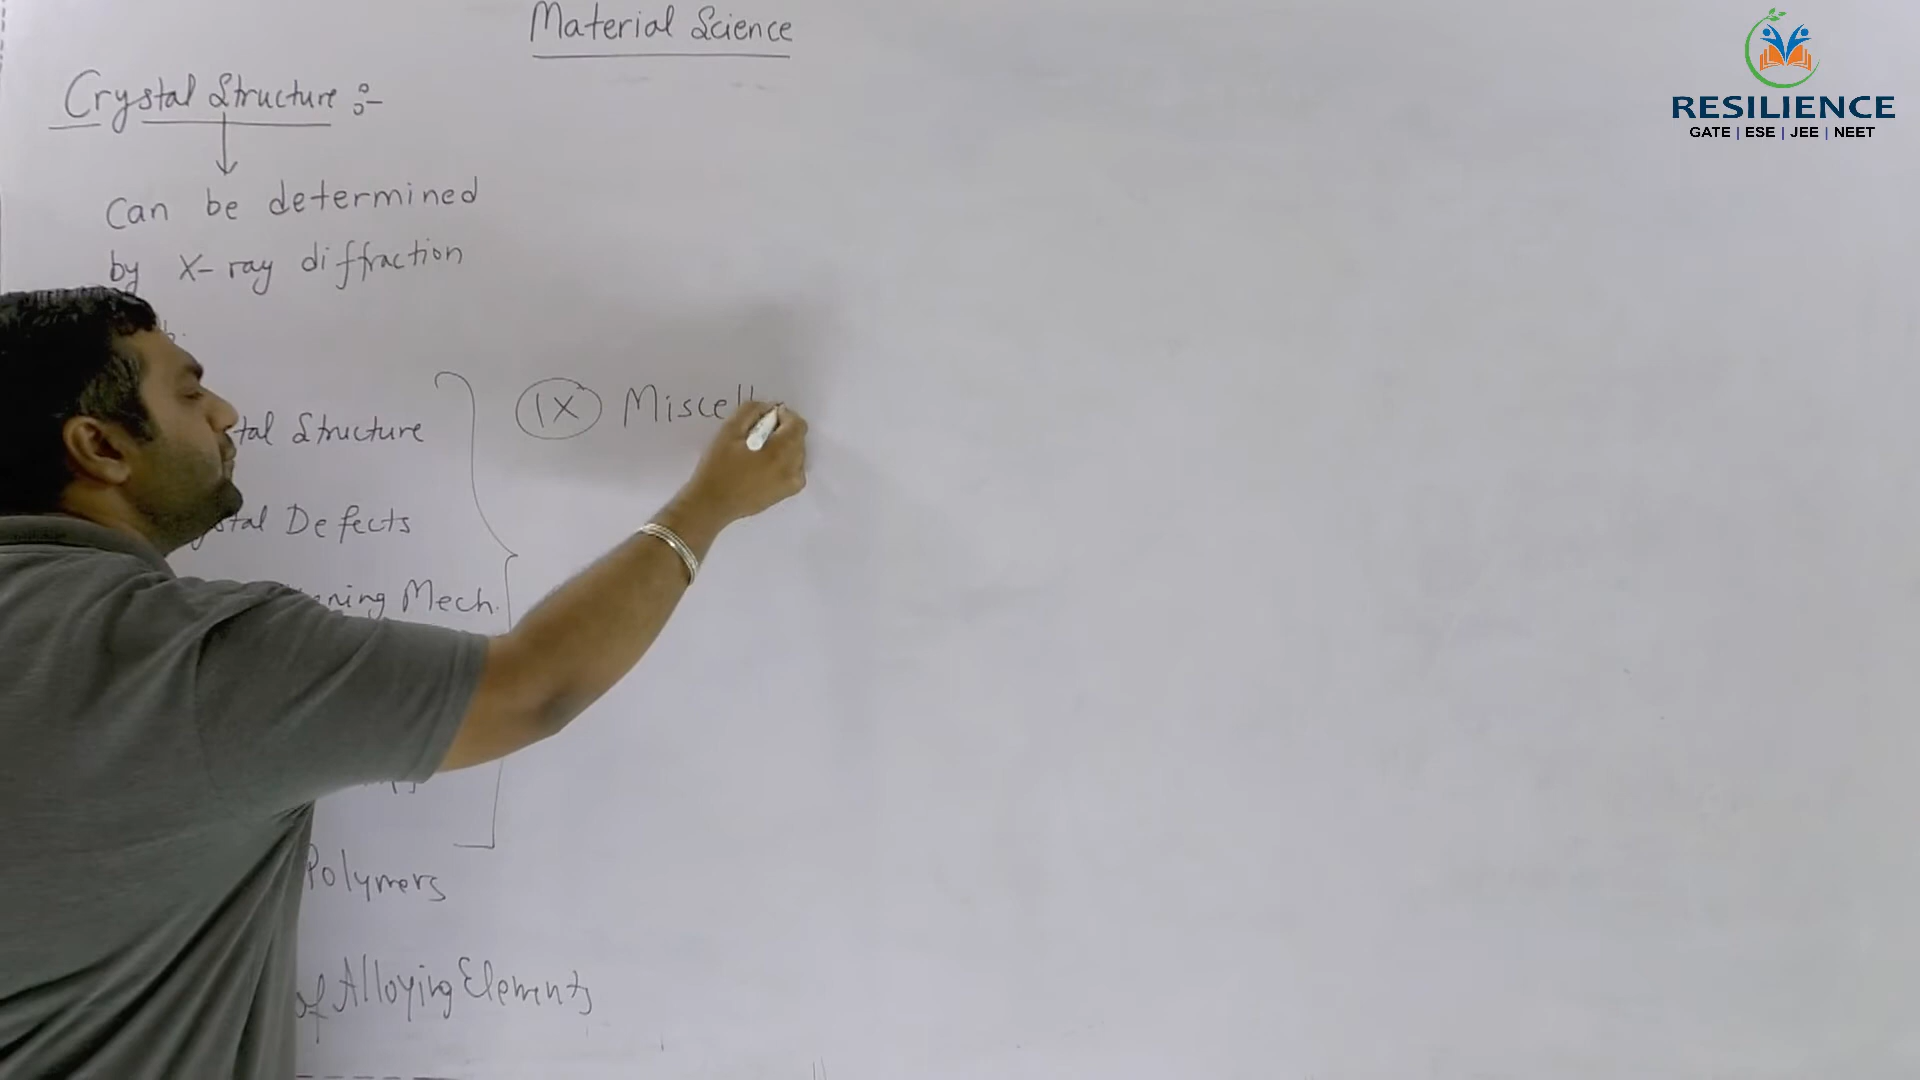 Material Science
Crystal Structure :-
Can be determined
by X-ray diffraction
tal Structure
stal Defects
ning Mech.
Polymers
of Alloying Elements
IX Miscell
RESILIENCE
GATE | ESE | JEE | NEET